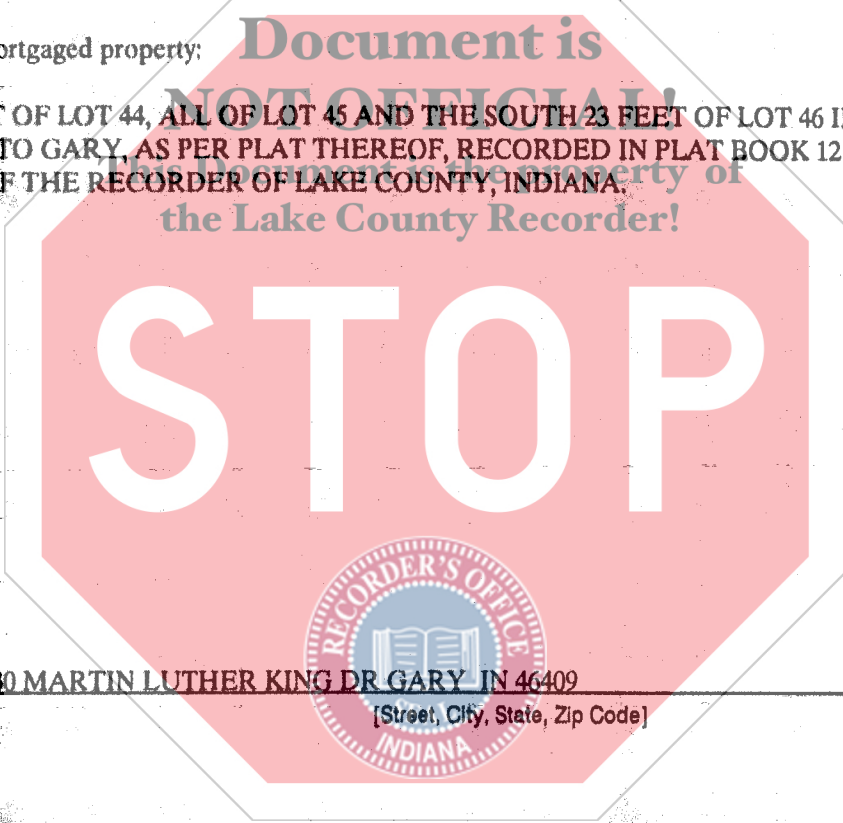 Document is
ortgaged property:
NOT OFFICIAL!
OF LOT 44, ALL OF LOT 45 AND THE SOUTH 23 FEET OF LOT 46 I
TO GARY, AS PER PLAT THEREOF, RECORDED IN PLAT BOOK 12
This Document is the property of
F THE RECORDER OF LAKE COUNTY, INDIANA.
the Lake County Recorder!
STOP
RECORDER'S OFFICE
0 MARTIN LUTHER KING DR GARY IN 46409
SEAL
[Street, City, State, Zip Code]
INDIANA